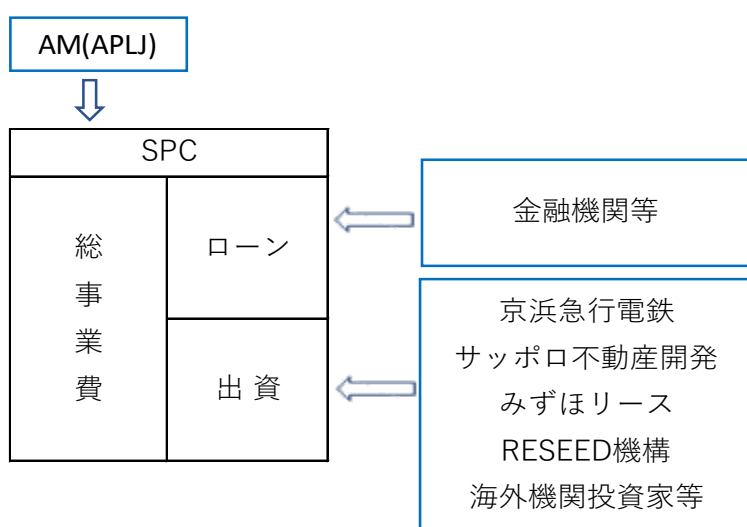 AM(APLJ)
SPC
総事業費
ローン
出 資
金融機関等
京浜急行電鉄
サッポロ不動産開発
みずほリース
RESEED機構
海外機関投資家等